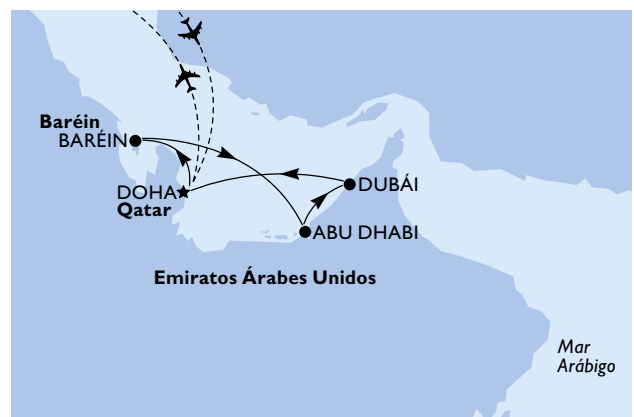 Baréin
BARÉIN
DOHA
Qatar
DUBÁI
ABU DHABI
Emiratos Árabes Unidos
Mar
Arábigo